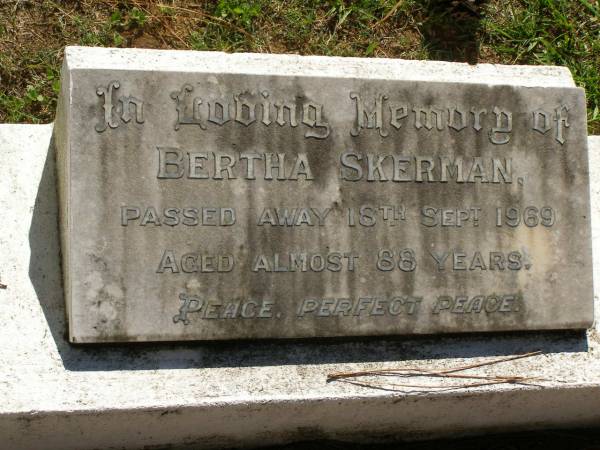 In Loving Memory of
BERTHA SKERMAN,
PASSED AWAY 18TH SEPT 1969
AGED ALMOST 88 YEARS.
PEACE, PERFECT PEACE.